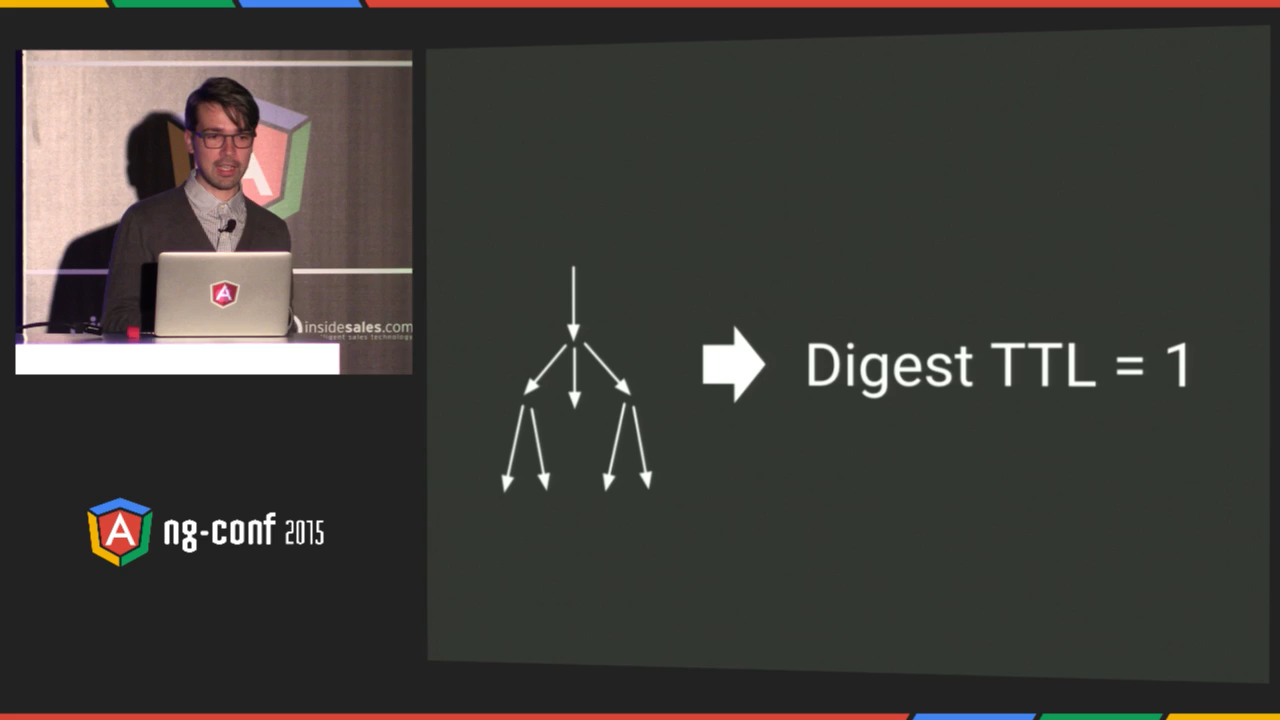 insidesales.com
Digest TTL = 1
ng-conf 2015